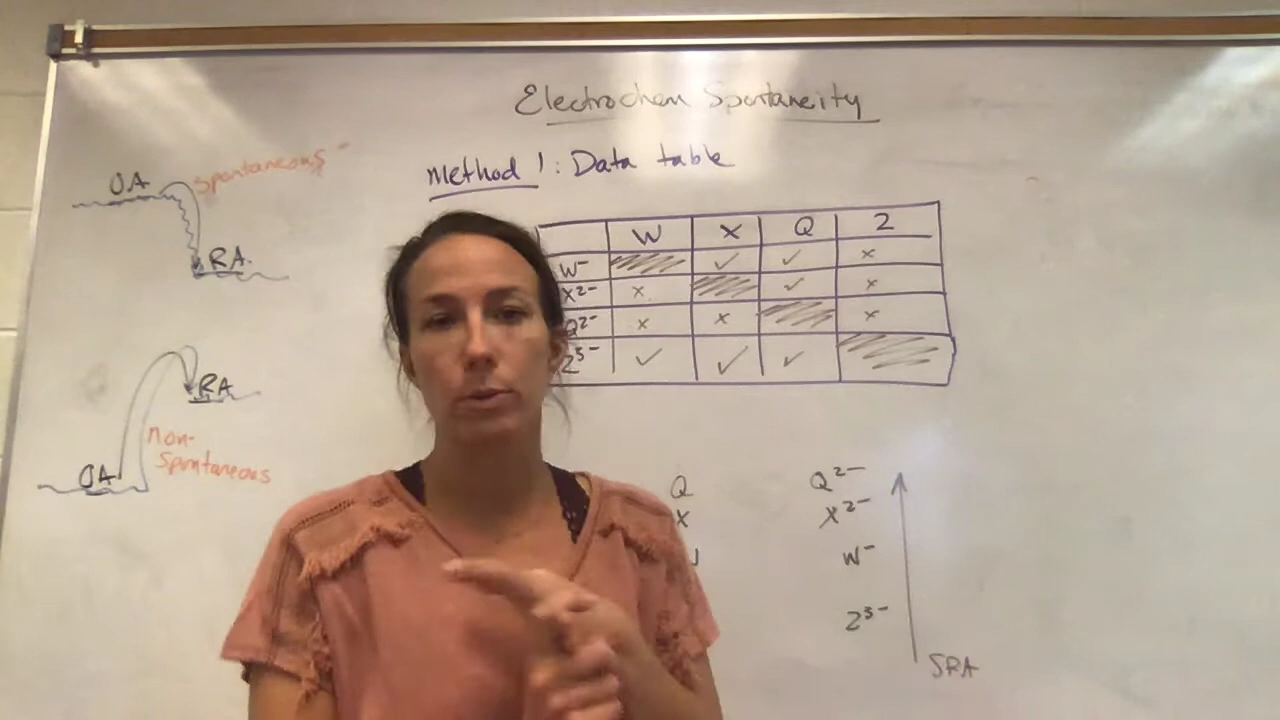 Electrochem Spontaneity
Method 1: Data table
OA spontaneous
RA
RA
non-
spontaneous
OA
W X Q Z
W⁻ ✓ ✓ x
X²⁻ x ✓ x
Q²⁻ x x x
Z³⁻ ✓ ✓ ✓
Q Q²⁻
X X²⁻
W⁻
Z³⁻
SRA